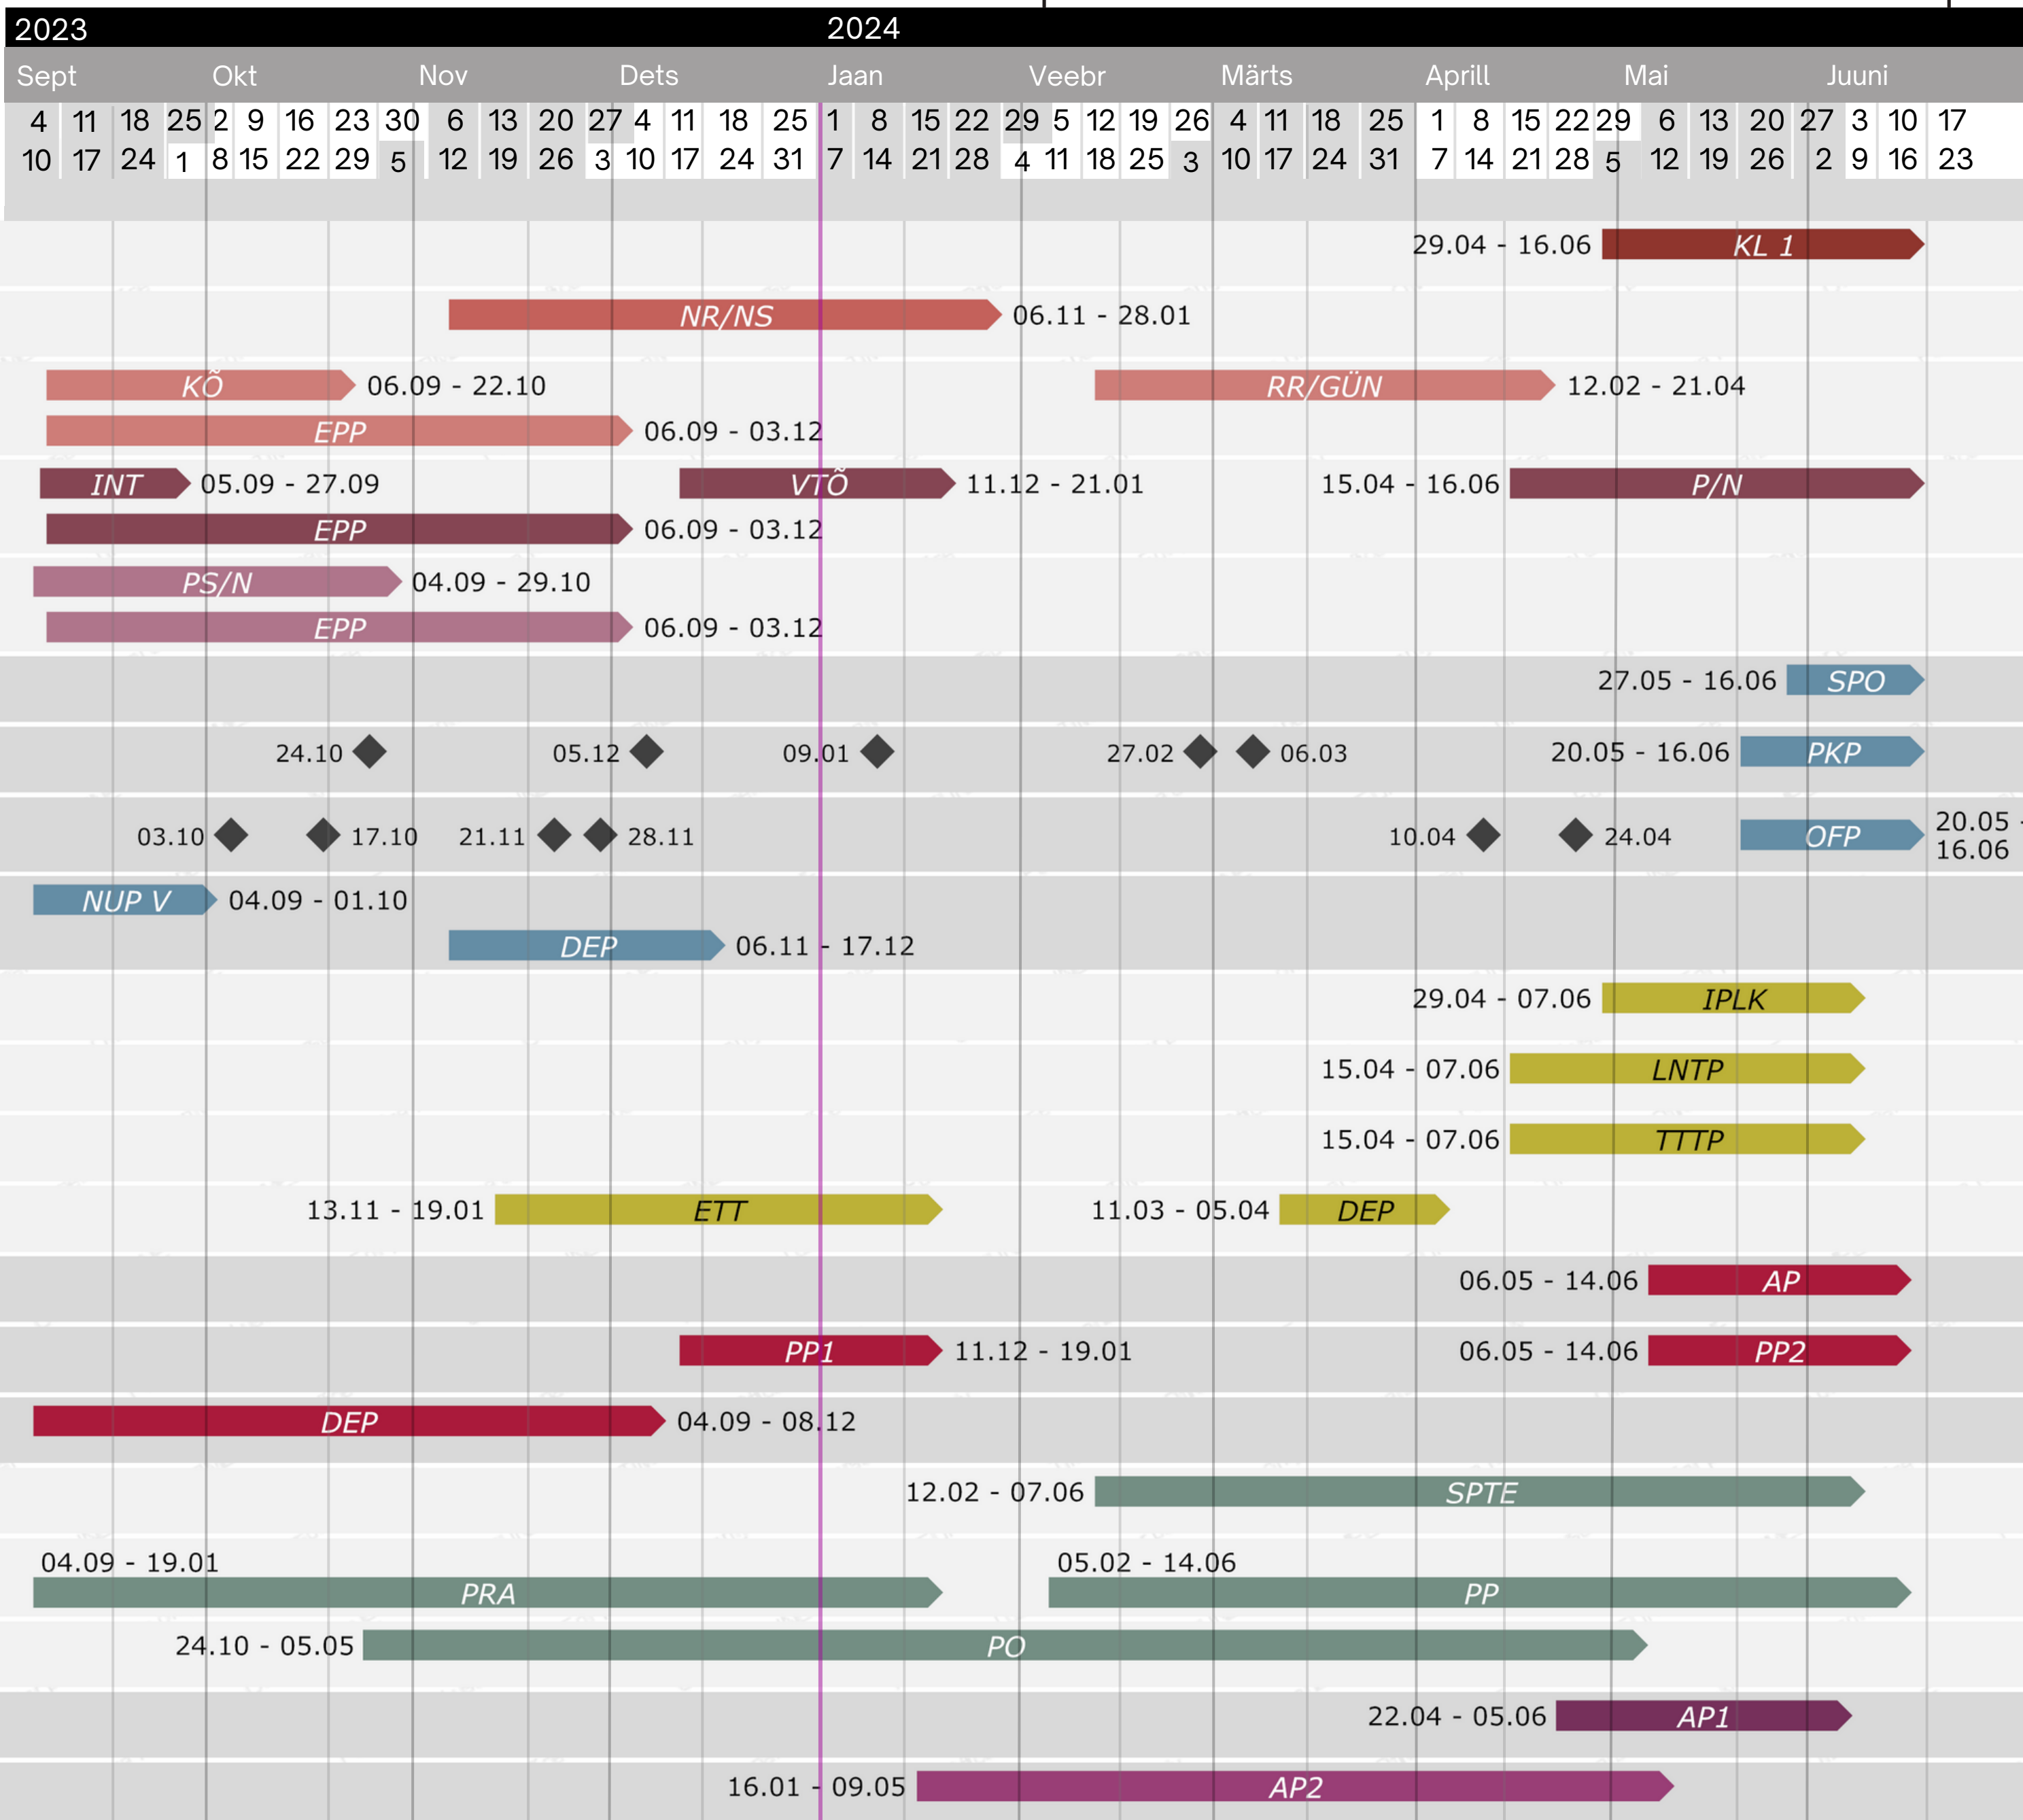 2023 2024
Sept Okt Nov Dets Jaan Veebr Märts Aprill Mai Juuni
4 11 18 25 2 9 16 23 30 6 13 20 27 4 11 18 25 1 8 15 22 29 5 12 19 26 4 11 18 25 1 8 15 22 29 6 13 20 27 3 10 17
10 17 24 1 8 15 22 29 5 12 19 26 3 10 17 24 31 7 14 21 28 4 11 18 25 3 10 17 24 31 7 14 21 28 5 12 19 26 2 9 16 23
29.04 - 16.06 KL 1
NR/NS 06.11 - 28.01
KÕ 06.09 - 22.10 RR/GÜN 12.02 - 21.04
EPP 06.09 - 03.12
INT 05.09 - 27.09 VTÕ 11.12 - 21.01 15.04 - 16.06 P/N
EPP 06.09 - 03.12
PS/N 04.09 - 29.10
EPP 06.09 - 03.12
27.05 - 16.06 SPO
24.10 05.12 09.01 27.02 06.03 20.05 - 16.06 PKP
03.10 17.10 21.11 28.11 10.04 24.04 OFP 20.05 -
16.06
NUP V 04.09 - 01.10
DEP 06.11 - 17.12
29.04 - 07.06 IPLK
15.04 - 07.06 LNTP
15.04 - 07.06 TTTP
13.11 - 19.01 ETT 11.03 - 05.04 DEP
06.05 - 14.06 AP
PP1 11.12 - 19.01 06.05 - 14.06 PP2
DEP 04.09 - 08.12
12.02 - 07.06 SPTE
04.09 - 19.01 05.02 - 14.06
PRA PP
24.10 - 05.05 PO
22.04 - 05.06 AP1
16.01 - 09.05 AP2